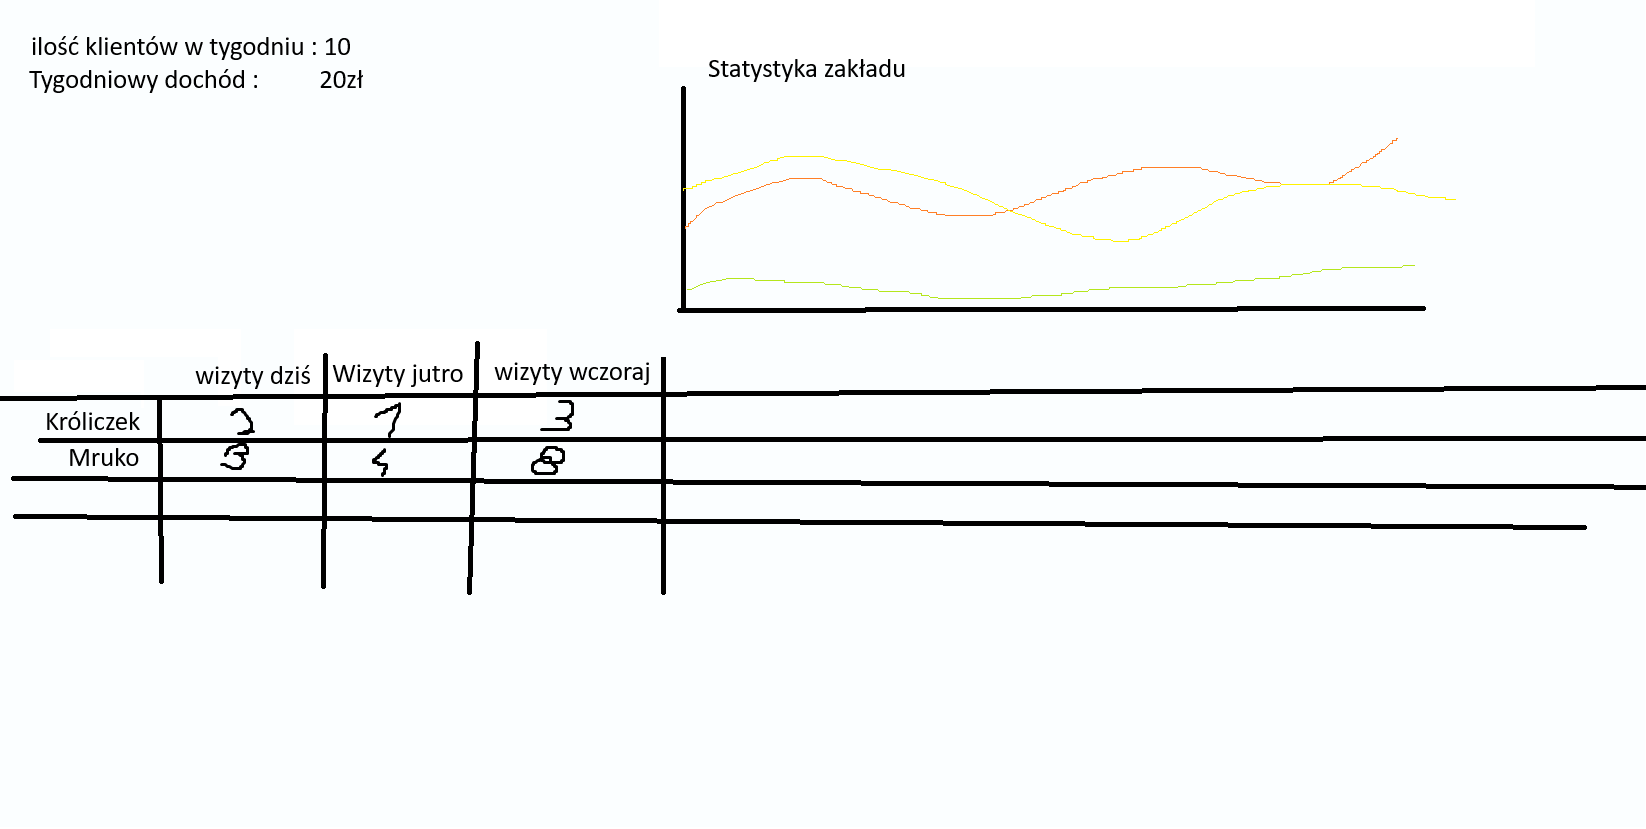 ilość klientów w tygodniu : 10
Tygodniowy dochód : 20zł
Statystyka zakładu
wizyty dziś Wizyty jutro wizyty wczoraj
Króliczek 2 1 3
Mruko 3 4 8